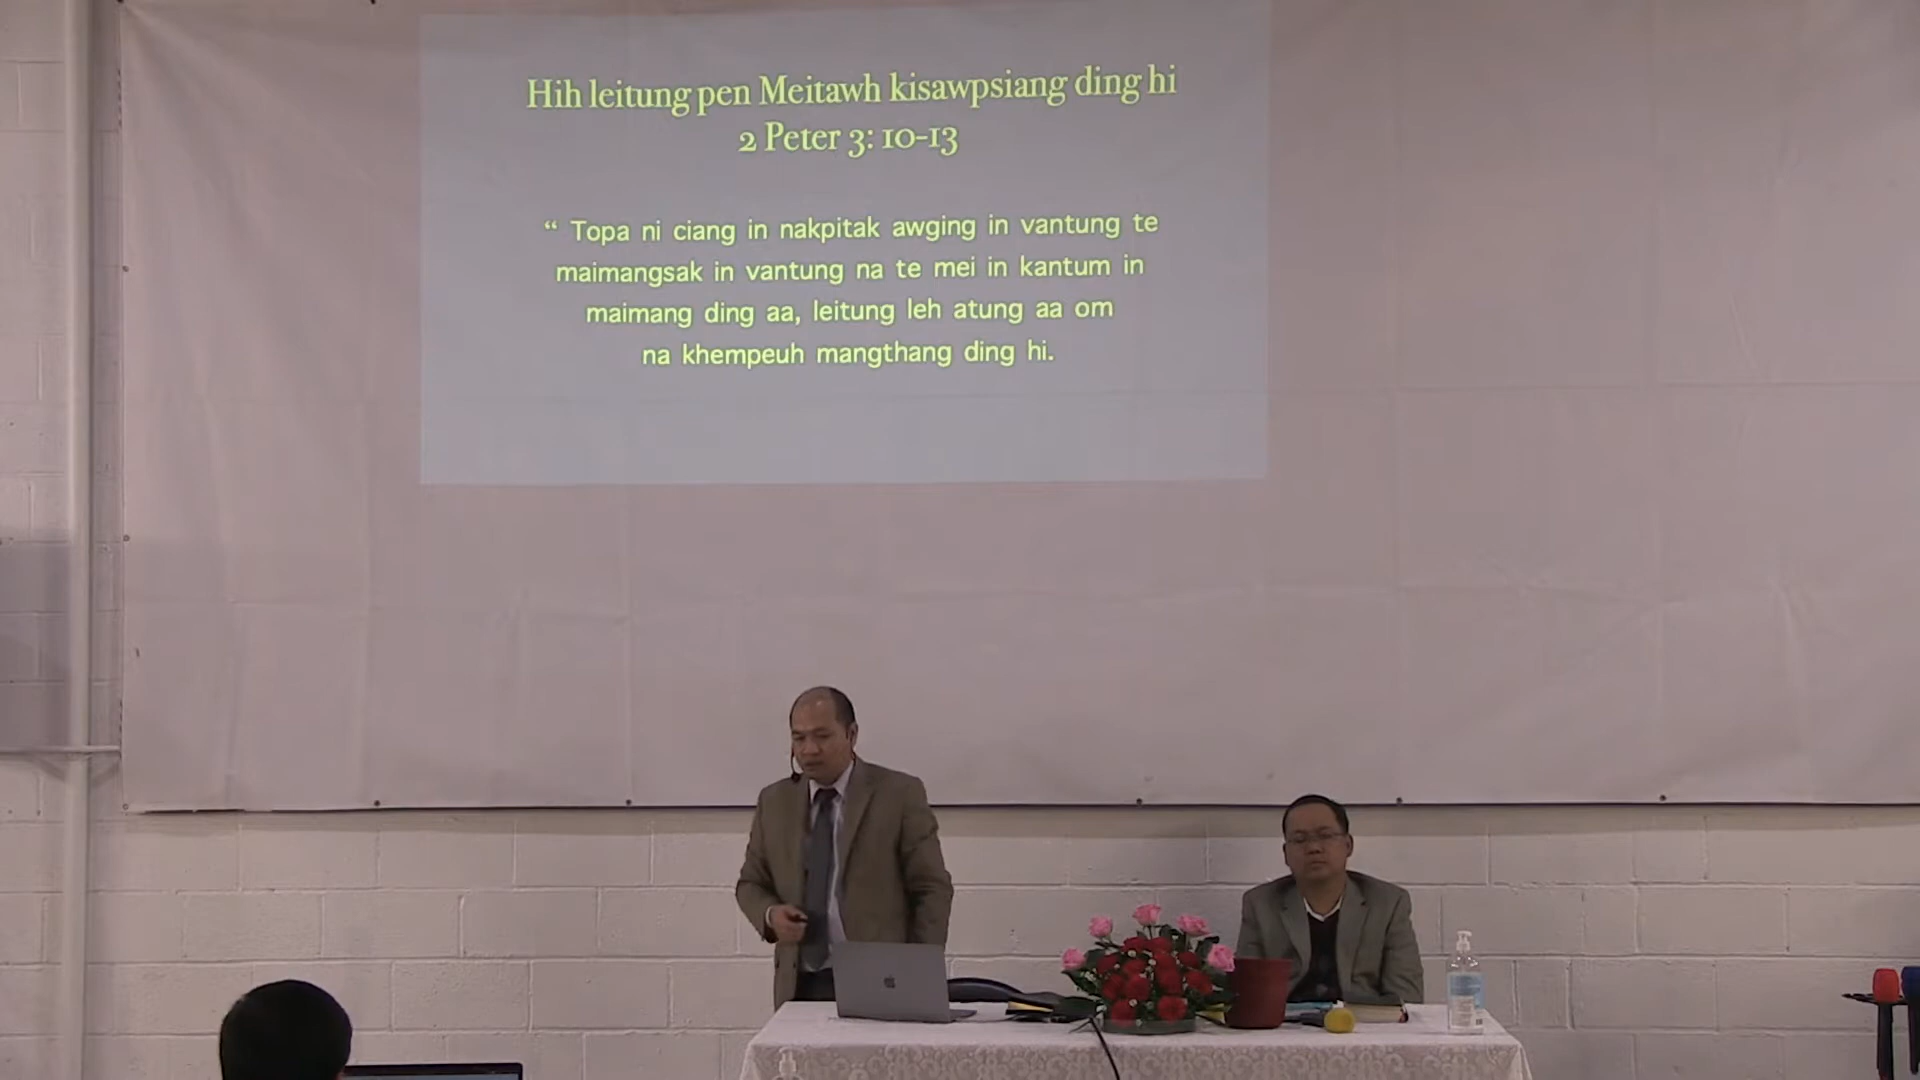 Hih leitung pen Meitawh kisawpsiang ding hi
2 Peter 3: 10-13
“ Topa ni ciang in nakpitak awging in vantung te
maimangsak in vantung na te mei in kantum in
maimang ding aa, leitung leh atung aa om
na khempeuh mangthang ding hi.